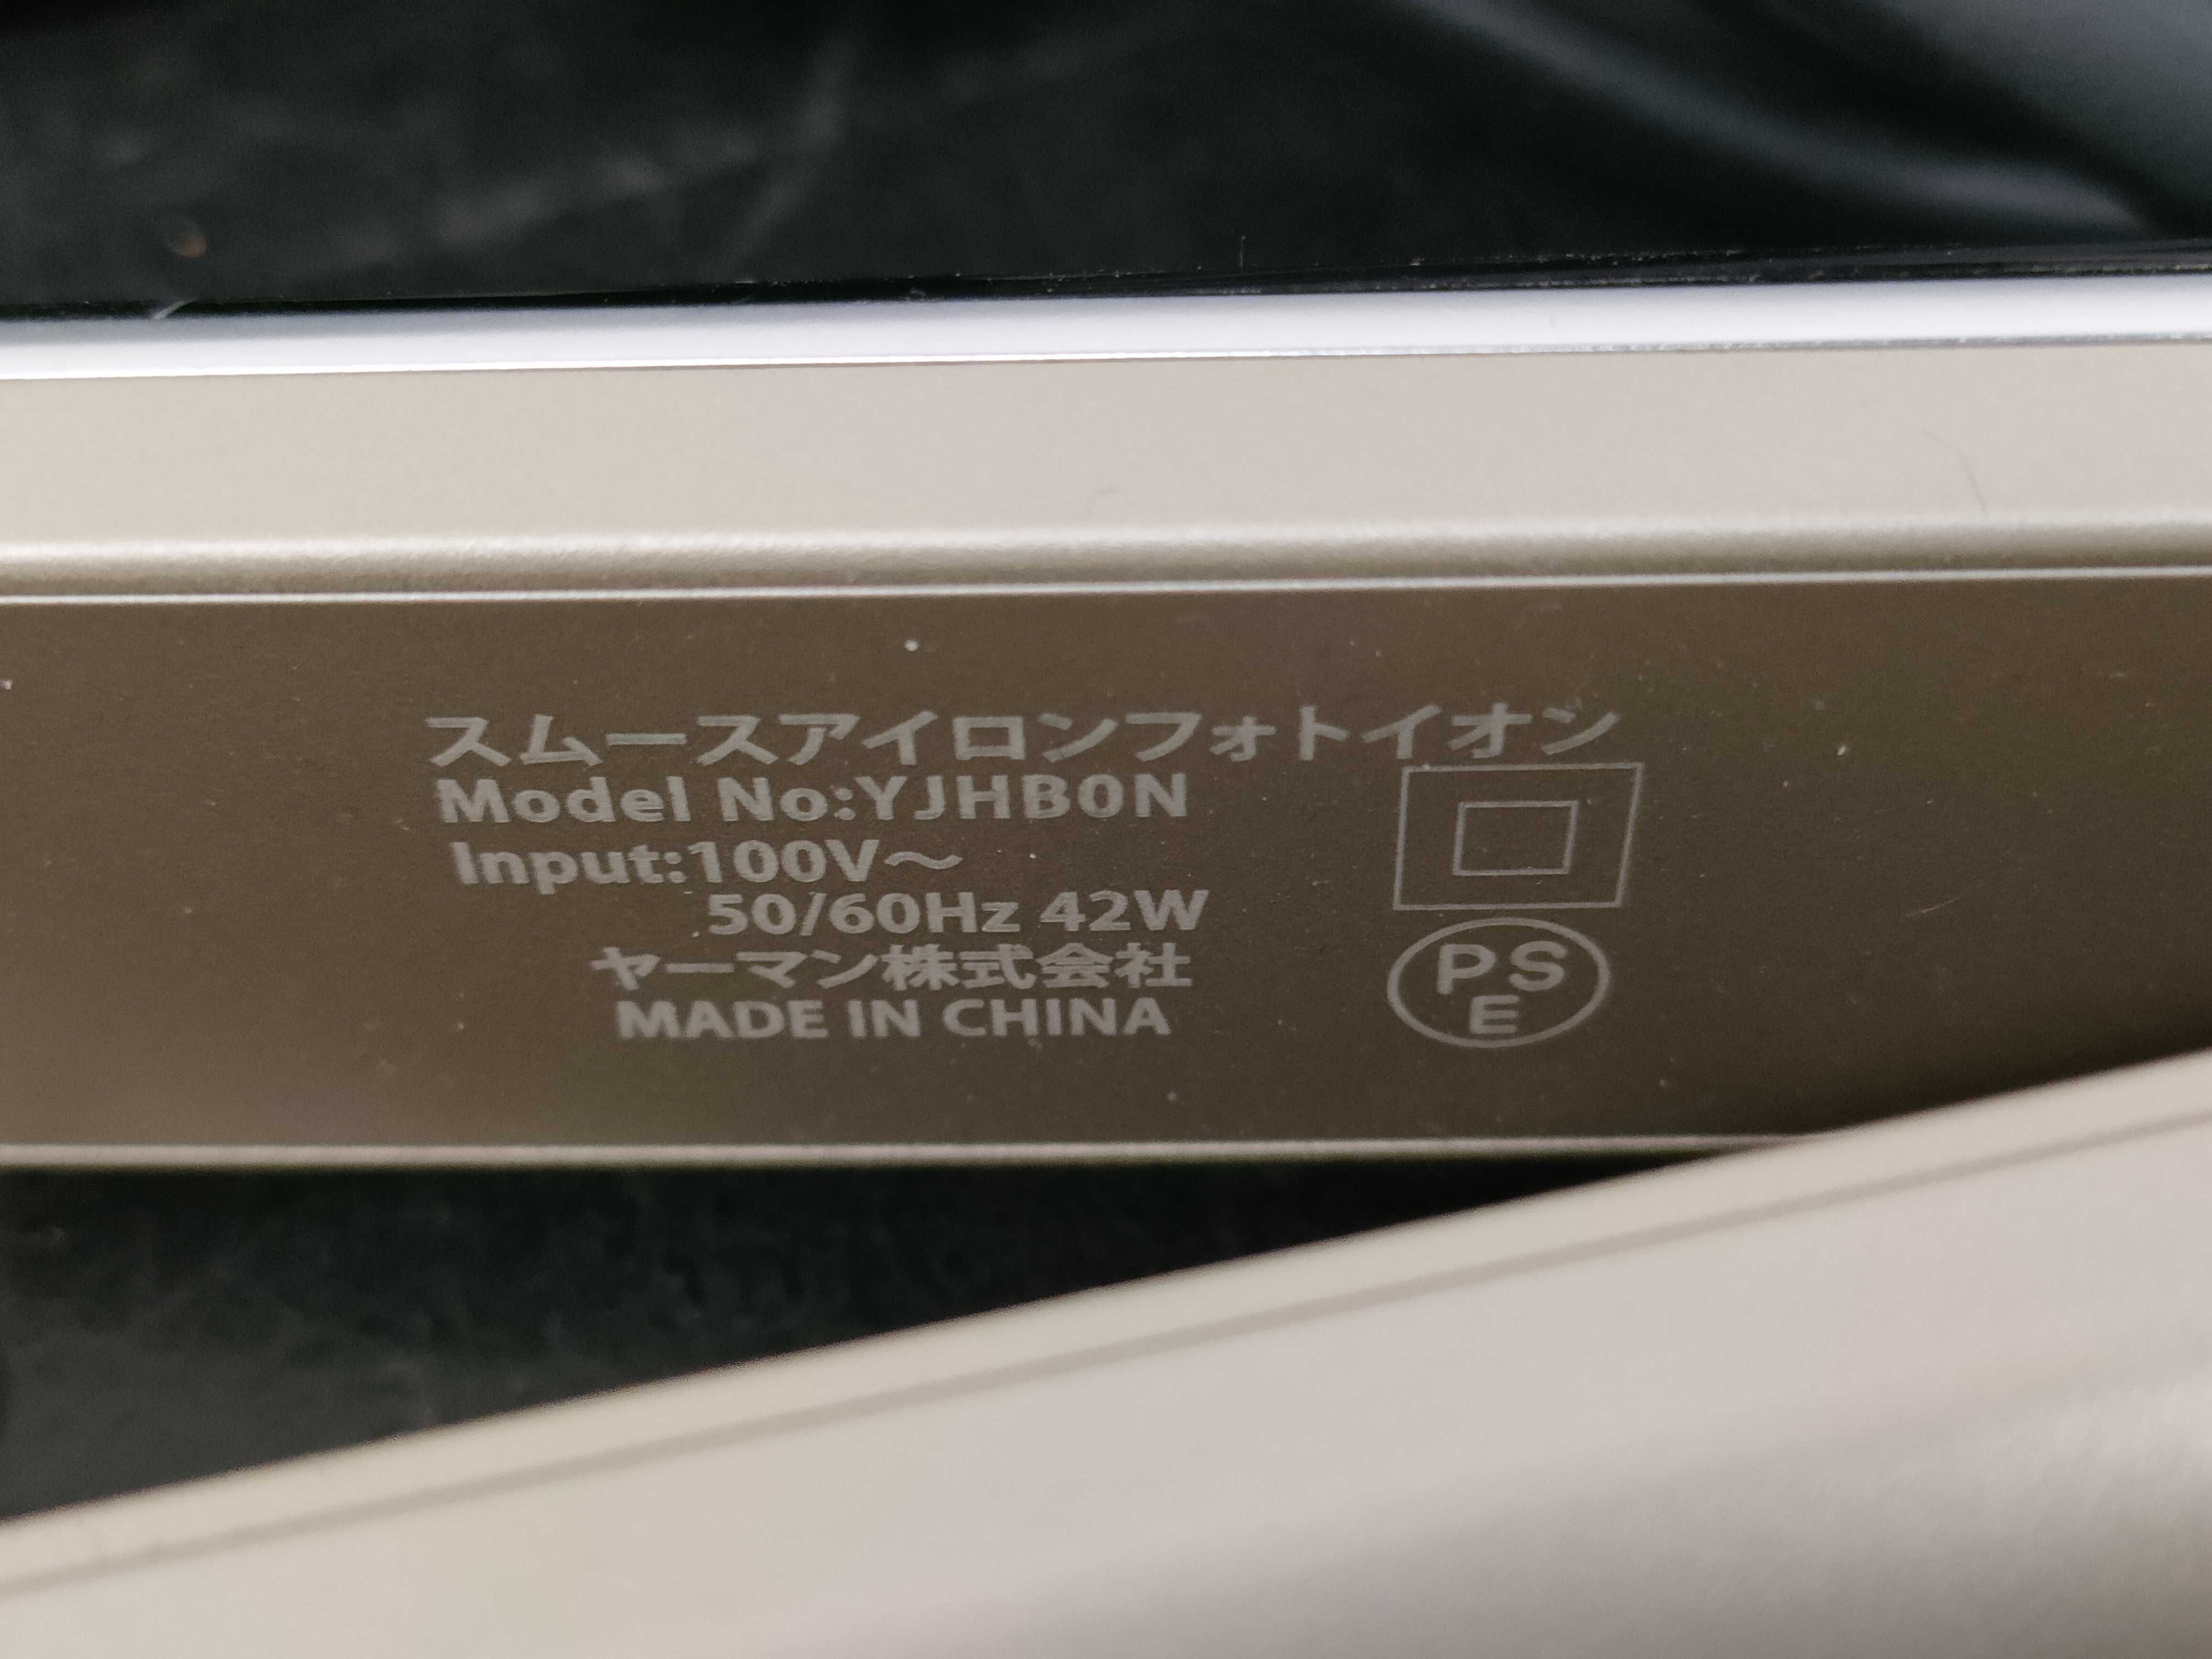 スムースアイロンフォトイオン
Model No:YJHB0N
Input:100V～
50/60Hz 42W
ヤーマン株式会社
MADE IN CHINA
PS
E